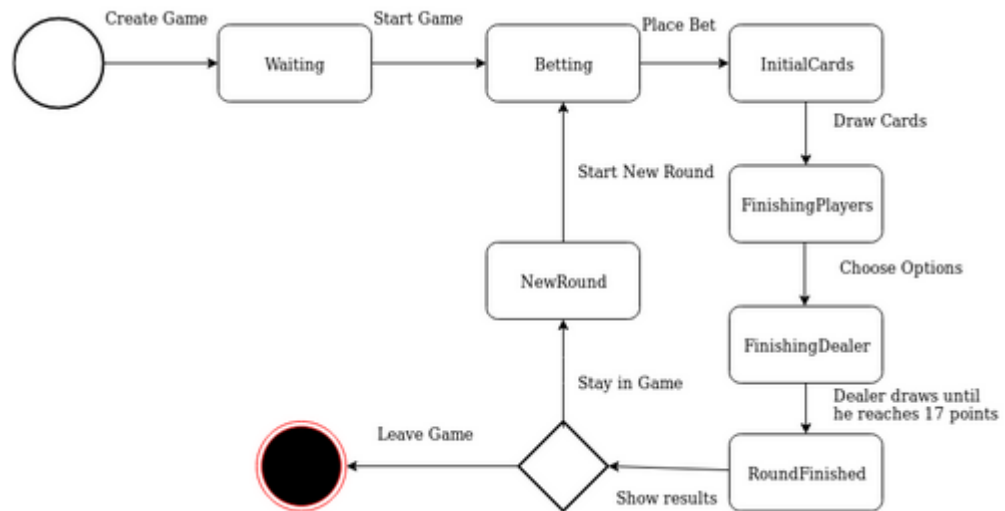 Create Game
Start Game
Place Bet
Waiting
Betting
InitialCards
Draw Cards
Start New Round
FinishingPlayers
Choose Options
NewRound
FinishingDealer
Stay in Game
Dealer draws until
he reaches 17 points
Leave Game
RoundFinished
Show results